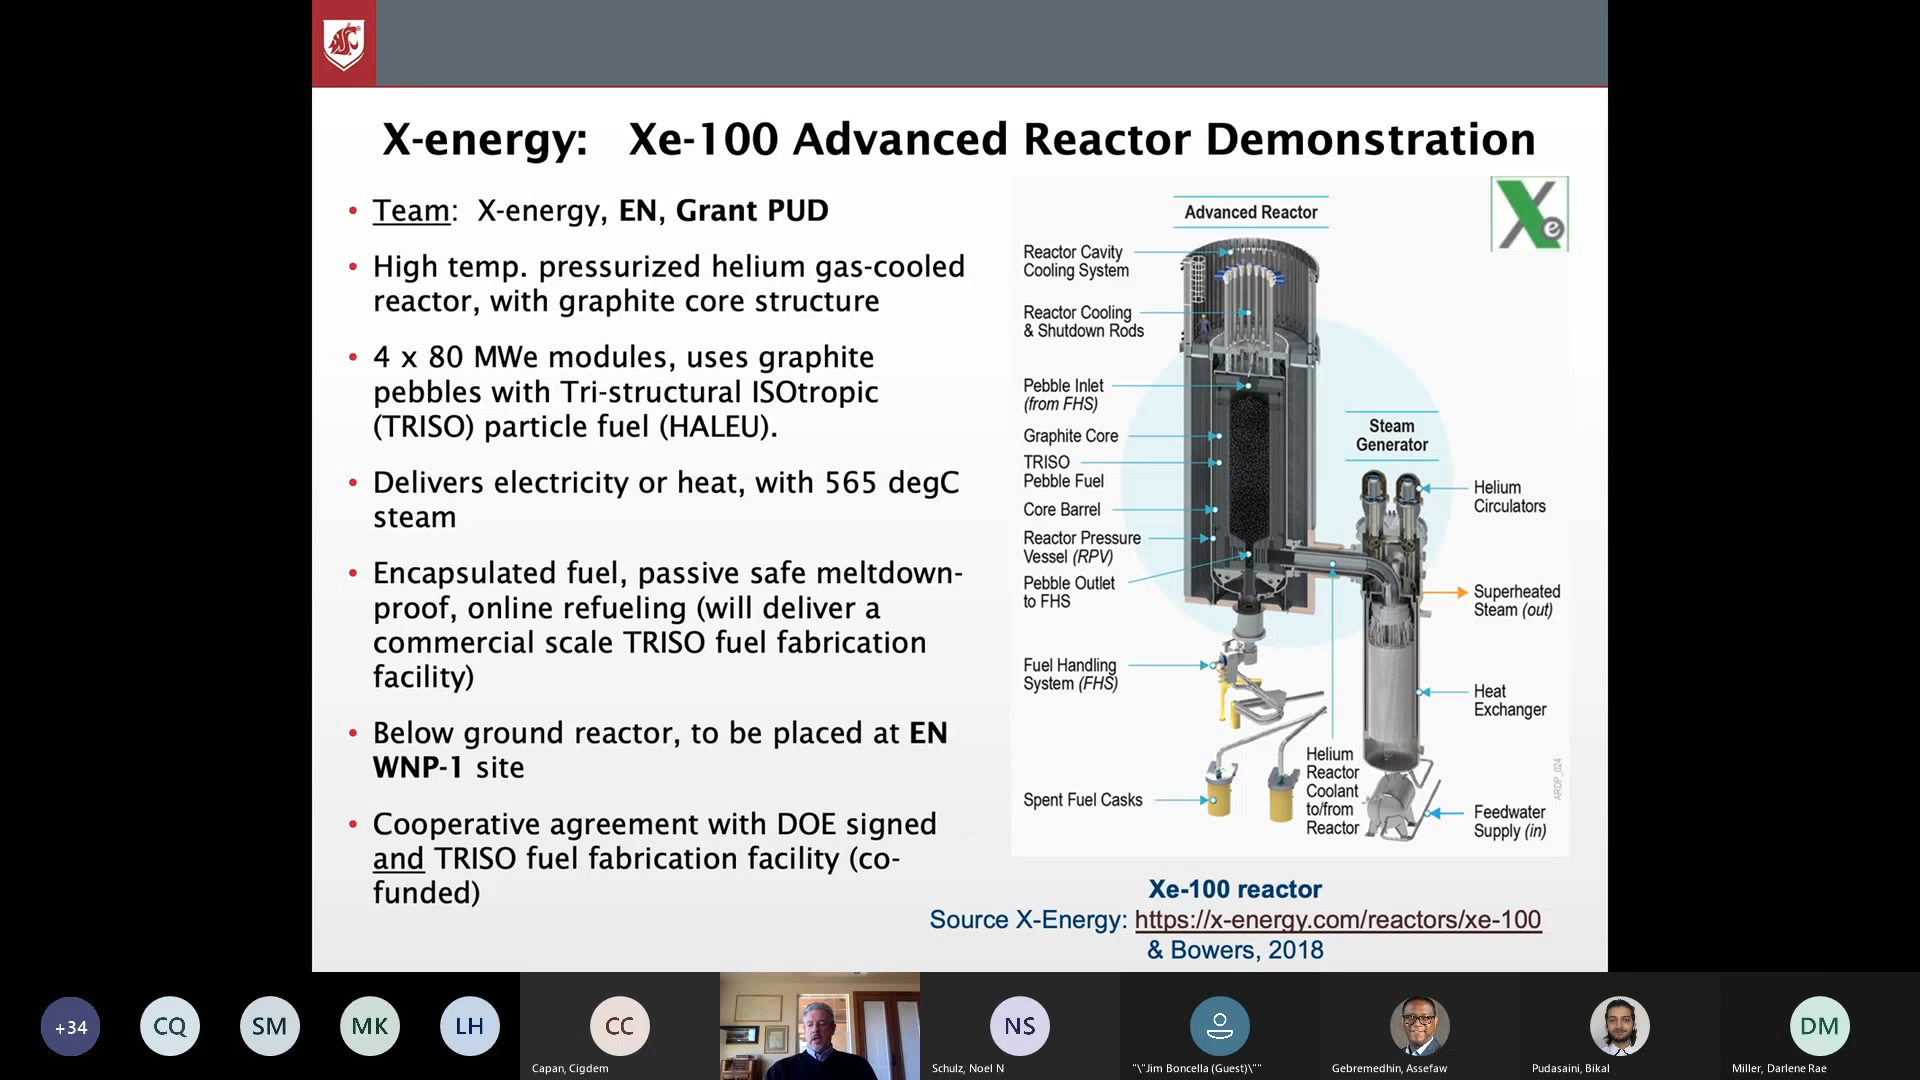 X-energy: Xe-100 Advanced Reactor Demonstration
• Team: X-energy, EN, Grant PUD
• High temp. pressurized helium gas-cooled
reactor, with graphite core structure
• 4 x 80 MWe modules, uses graphite
pebbles with Tri-structural ISOtropic
(TRISO) particle fuel (HALEU).
• Delivers electricity or heat, with 565 degC
steam
• Encapsulated fuel, passive safe meltdown-
proof, online refueling (will deliver a
commercial scale TRISO fuel fabrication
facility)
• Below ground reactor, to be placed at EN
WNP-1 site
• Cooperative agreement with DOE signed
and TRISO fuel fabrication facility (co-
funded)
Xe
Advanced Reactor
Reactor Cavity
Cooling System
Reactor Cooling
& Shutdown Rods
Pebble Inlet
(from FHS)
Graphite Core
TRISO
Pebble Fuel
Core Barrel
Reactor Pressure
Vessel (RPV)
Pebble Outlet
to FHS
Fuel Handling
System (FHS)
Spent Fuel Casks
Steam
Generator
Helium
Circulators
Superheated
Steam (out)
Heat
Exchanger
Helium
Reactor
Coolant
to/from
Reactor
Feedwater
Supply (in)
ARDP_024
Xe-100 reactor
Source X-Energy: https://x-energy.com/reactors/xe-100
& Bowers, 2018
+34
CQ
SM
MK
LH
CC
Capan, Cigdem
NS
Schulz, Noel N
"\"Jim Boncella (Guest)\""
Gebremedhin, Assefaw
Pudasaini, Bikal
DM
Miller, Darlene Rae